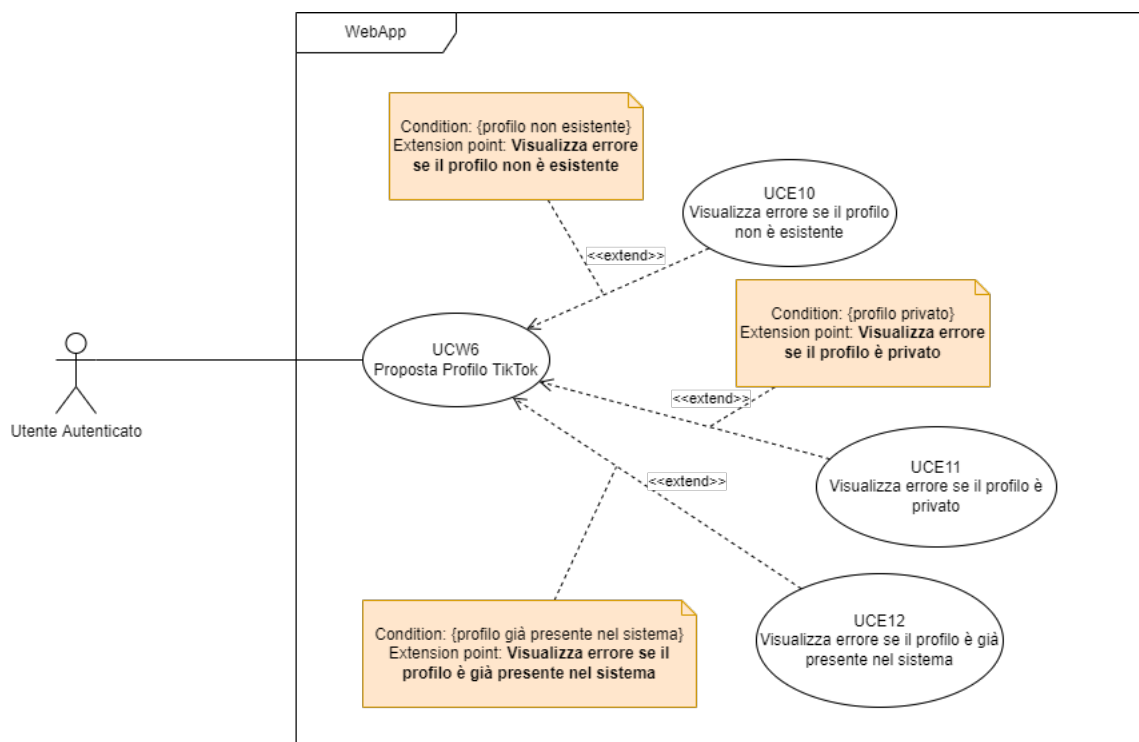 WebApp
Condition: {profilo non esistente}
Extension point: Visualizza errore
se il profilo non è esistente
UCE10
Visualizza errore se il profilo
non è esistente
<<extend>>
Condition: {profilo privato}
Extension point: Visualizza errore
se il profilo è privato
UCW6
Proposta Profilo TikTok
<<extend>>
Utente Autenticato
UCE11
Visualizza errore se il profilo è
privato
<<extend>>
UCE12
Visualizza errore se il profilo è già
presente nel sistema
Condition: {profilo già presente nel sistema}
Extension point: Visualizza errore se il
profilo è già presente nel sistema